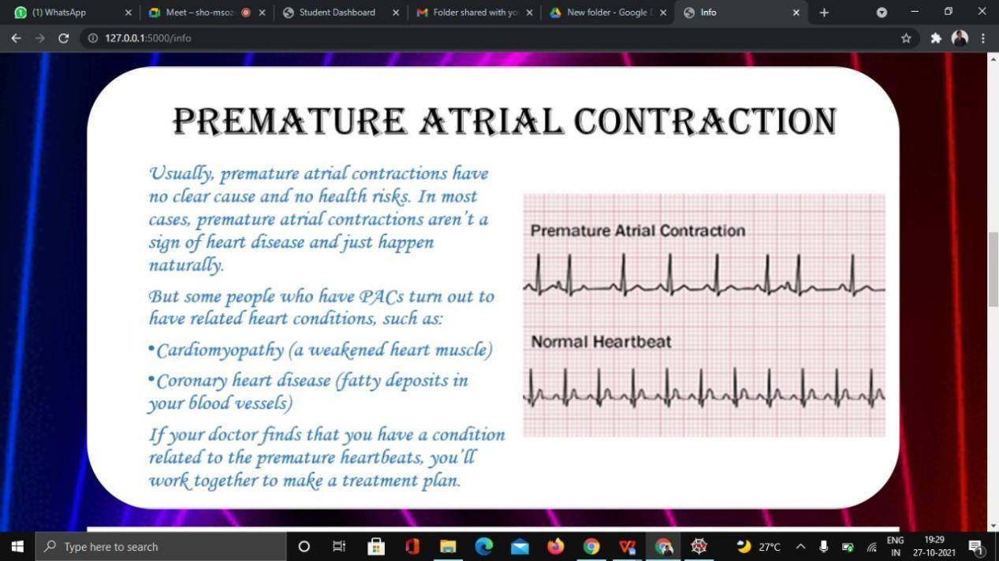 (1) WhatsApp
Meet – sho-msoz
Student Dashboard
Folder shared with yo
New folder - Google D
Info
127.0.0.1:5000/info
PREMATURE ATRIAL CONTRACTION
Usually, premature atrial contractions have
no clear cause and no health risks. In most
cases, premature atrial contractions aren't a
sign of heart disease and just happen
naturally.
But some people who have PACs turn out to
have related heart conditions, such as:
•Cardiomyopathy (a weakened heart muscle)
•Coronary heart disease (fatty deposits in
your blood vessels)
If your doctor finds that you have a condition
related to the premature heartbeats, you'll
work together to make a treatment plan.
Premature Atrial Contraction
Normal Heartbeat
Type here to search
27°C
ENG
IN
19:29
27-10-2021
1